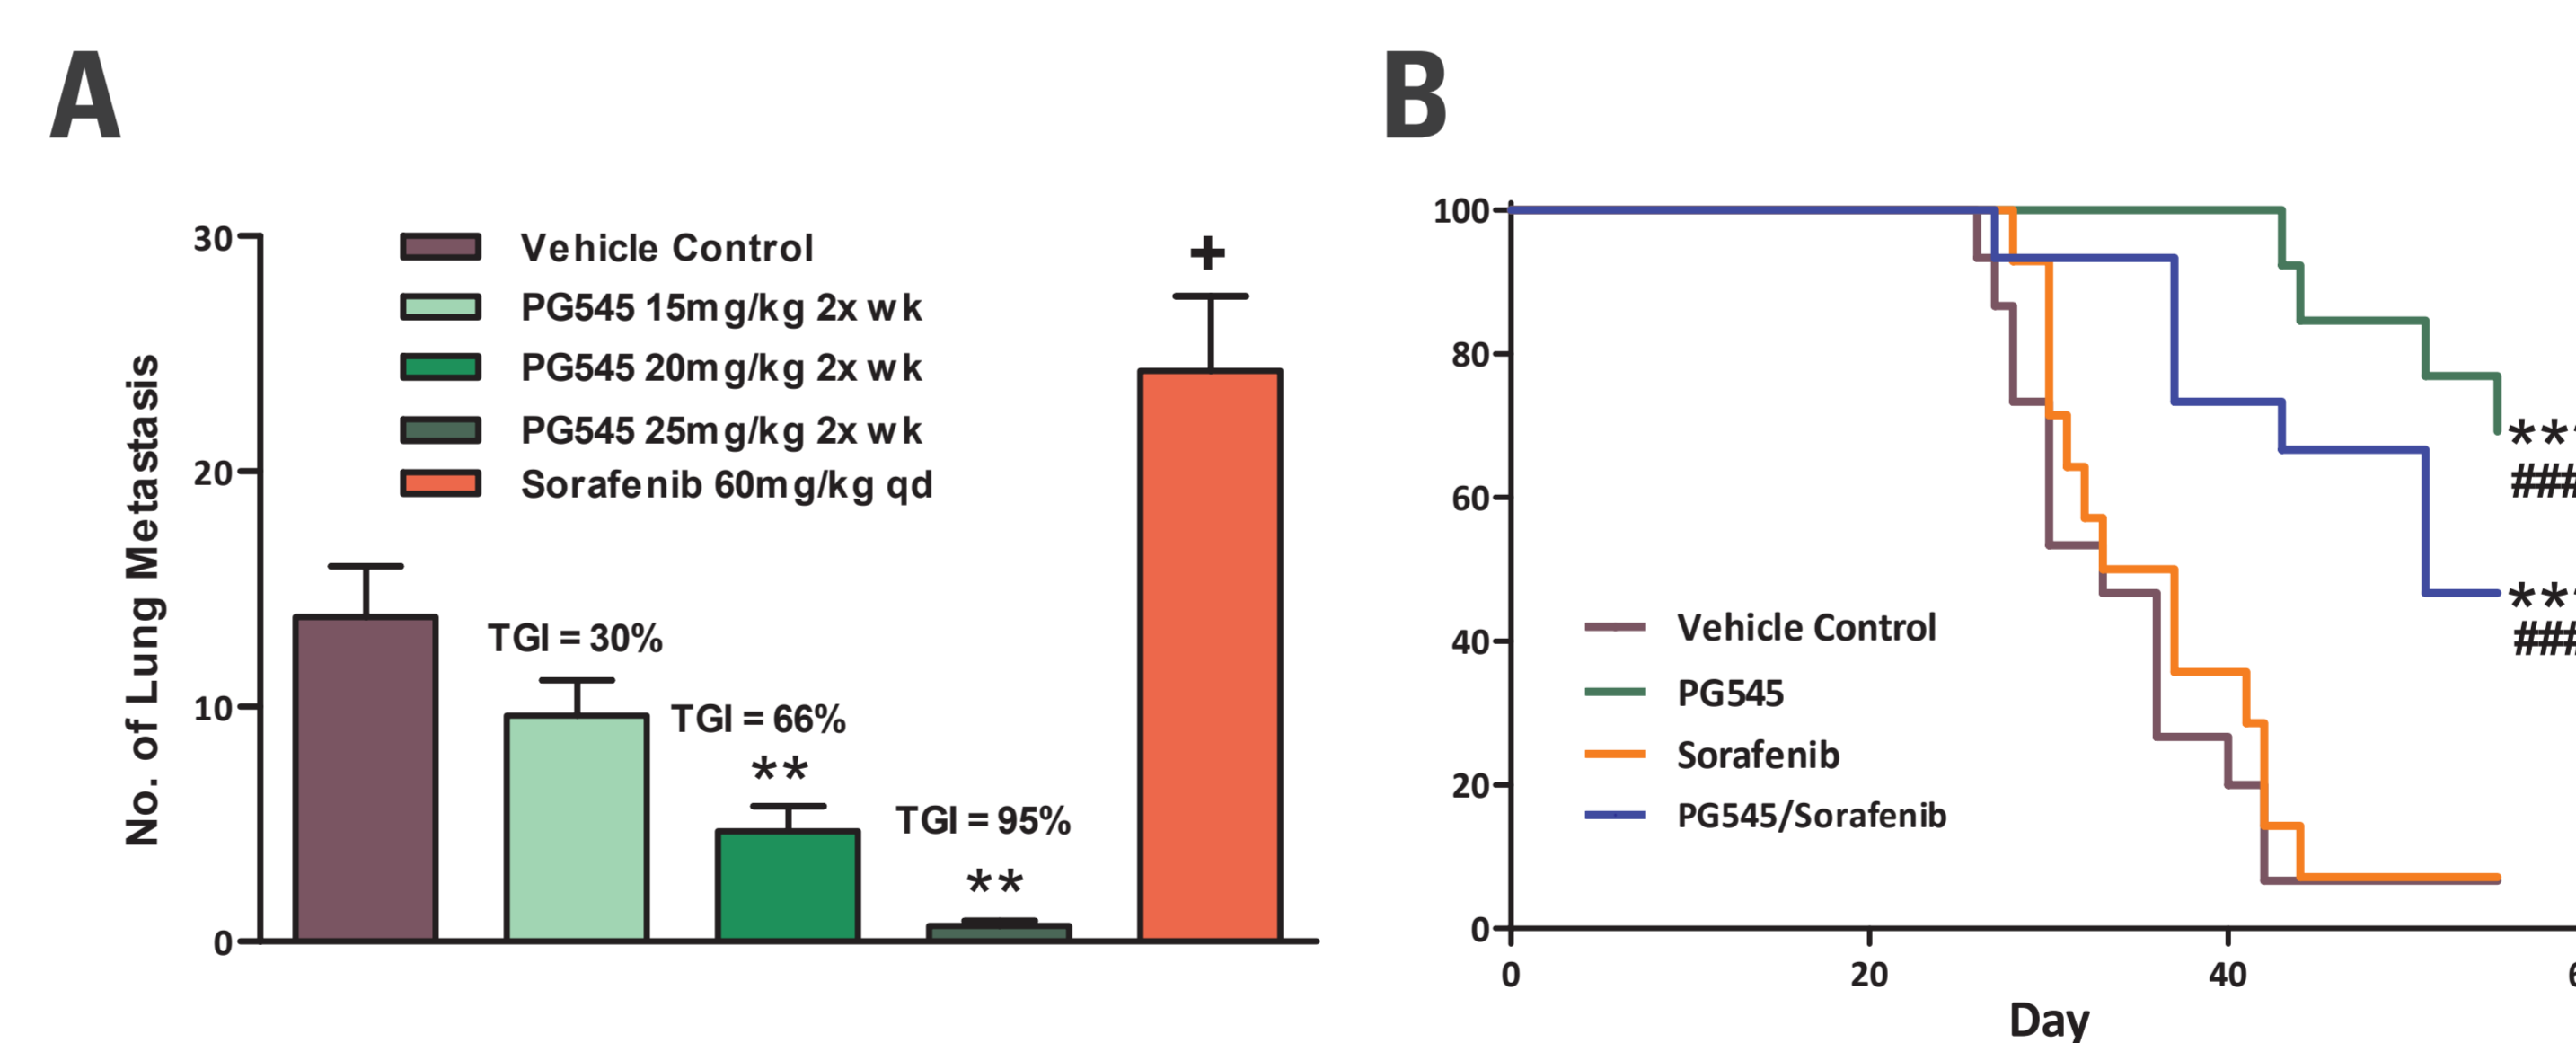 A
B
30
20
10
0
No. of Lung Metastasis
Vehicle Control
PG545 15mg/kg 2x wk
PG545 20mg/kg 2x wk
PG545 25mg/kg 2x wk
Sorafenib 60mg/kg qd
TGI = 30%
TGI = 66%
**
TGI = 95%
**
+
100
80
60
40
20
0
Vehicle Control
PG545
Sorafenib
PG545/Sorafenib
**
###
**
###
0
20
40
Day